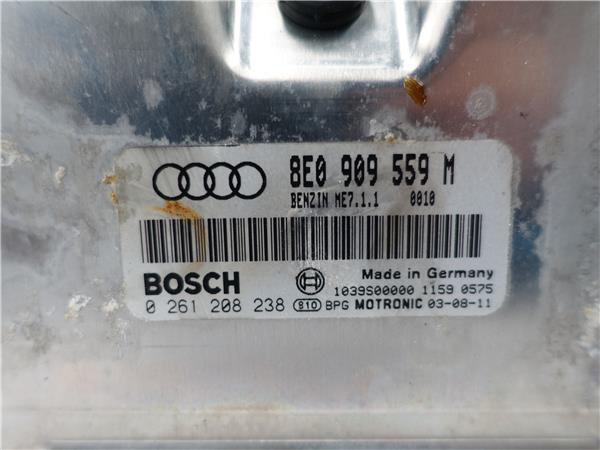 8E0 909 559 M
BENZIN ME7.1.1 0010
BOSCH
Made in Germany
1039S00000 1159 0575
0 261 208 238 810 BPG MOTRONIC 03-08-11